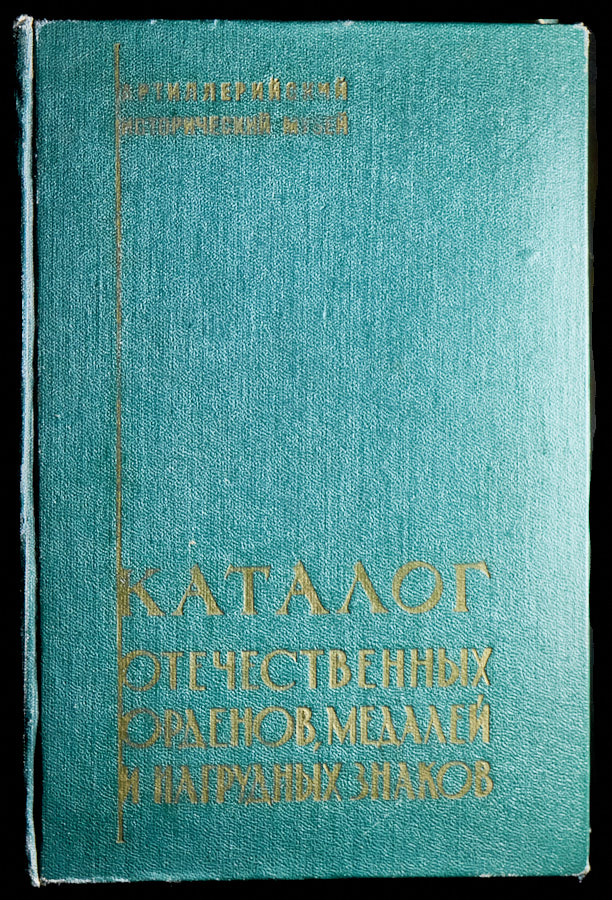 АРТИЛЛЕРИЙСКИЙ
ИСТОРИЧЕСКИЙ МУЗЕЙ
КАТАЛОГ
ОТЕЧЕСТВЕННЫХ
ОРДЕНОВ, МЕДАЛЕЙ
И НАГРУДНЫХ ЗНАКОВ